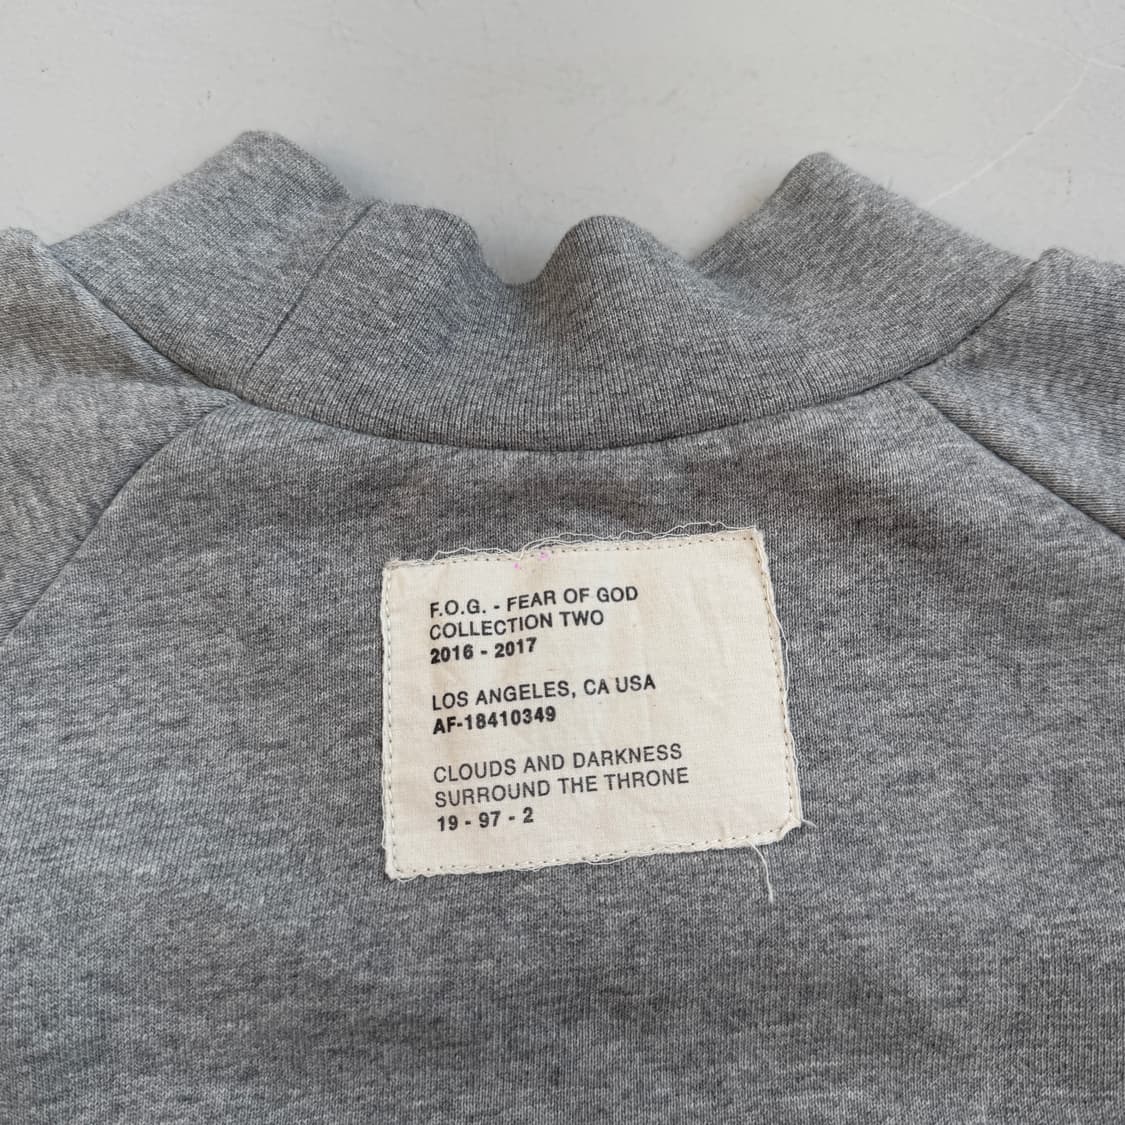 F.O.G. - FEAR OF GOD
COLLECTION TWO
2016 - 2017
LOS ANGELES, CA USA
AF-18410349
CLOUDS AND DARKNESS
SURROUND THE THRONE
19 - 97 - 2